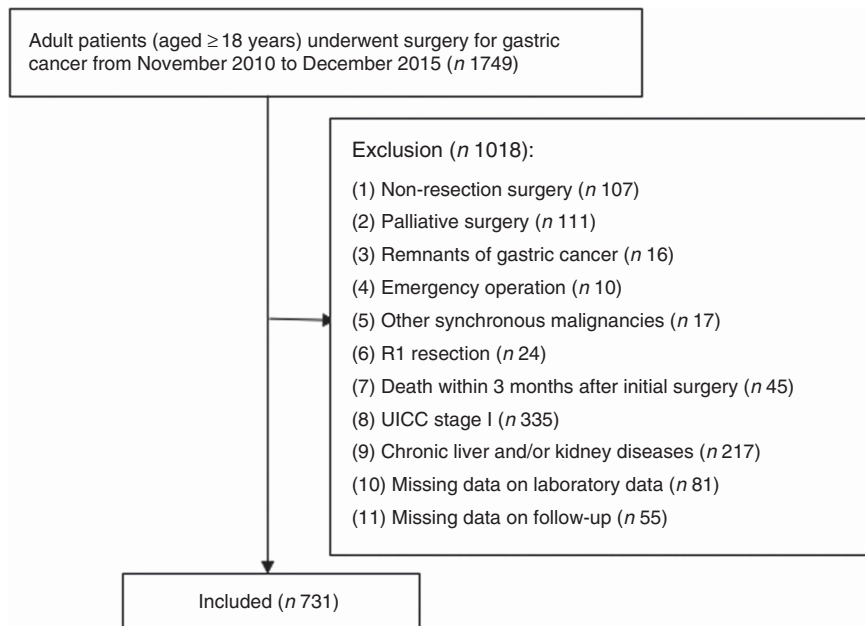 Adult patients (aged ≥ 18 years) underwent surgery for gastric
cancer from November 2010 to December 2015 (n 1749)
Exclusion (n 1018):
(1) Non-resection surgery (n 107)
(2) Palliative surgery (n 111)
(3) Remnants of gastric cancer (n 16)
(4) Emergency operation (n 10)
(5) Other synchronous malignancies (n 17)
(6) R1 resection (n 24)
(7) Death within 3 months after initial surgery (n 45)
(8) UICC stage I (n 335)
(9) Chronic liver and/or kidney diseases (n 217)
(10) Missing data on laboratory data (n 81)
(11) Missing data on follow-up (n 55)
Included (n 731)